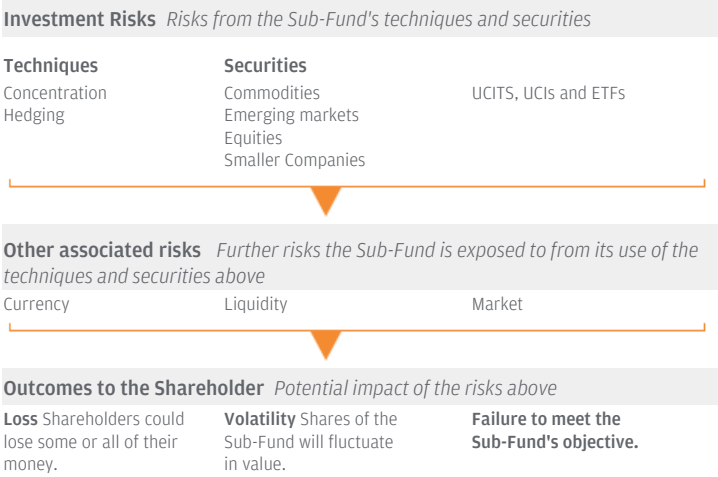 Investment Risks Risks from the Sub-Fund's techniques and securities
Techniques
Concentration
Hedging
Securities
Commodities
Emerging markets
Equities
Smaller Companies
UCITS, UCIs and ETFs
Other associated risks Further risks the Sub-Fund is exposed to from its use of the
techniques and securities above
Currency
Liquidity
Market
Outcomes to the Shareholder Potential impact of the risks above
Loss Shareholders could
lose some or all of their
money.
Volatility Shares of the
Sub-Fund will fluctuate
in value.
Failure to meet the
Sub-Fund's objective.